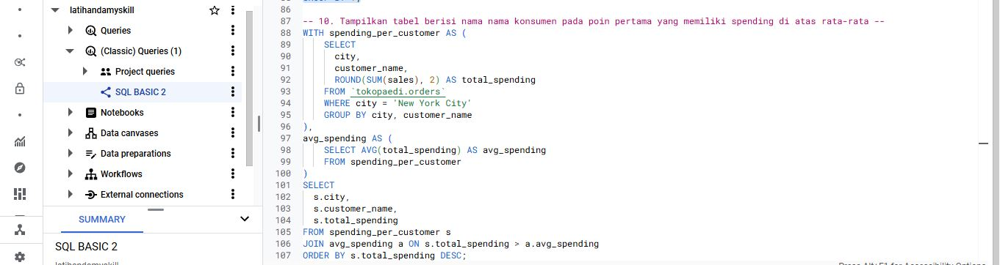 latihandamyskill
Queries
(Classic) Queries (1)
Project queries
SQL BASIC 2
Notebooks
Data canvases
Data preparations
Workflows
External connections
SUMMARY
SQL BASIC 2
latihandamyskill
86
87 -- 10. Tampilkan tabel berisi nama nama konsumen pada poin pertama yang memiliki spending di atas rata-rata --
88 WITH spending_per_customer AS (
89 SELECT
90 city,
91 customer_name,
92 ROUND(SUM(sales), 2) AS total_spending
93 FROM `tokopaedi.orders`
94 WHERE city = 'New York City'
95 GROUP BY city, customer_name
96 ),
97 avg_spending AS (
98 SELECT AVG(total_spending) AS avg_spending
99 FROM spending_per_customer
100 )
101 SELECT
102 s.city,
103 s.customer_name,
104 s.total_spending
105 FROM spending_per_customer s
106 JOIN avg_spending a ON s.total_spending > a.avg_spending
107 ORDER BY s.total_spending DESC;